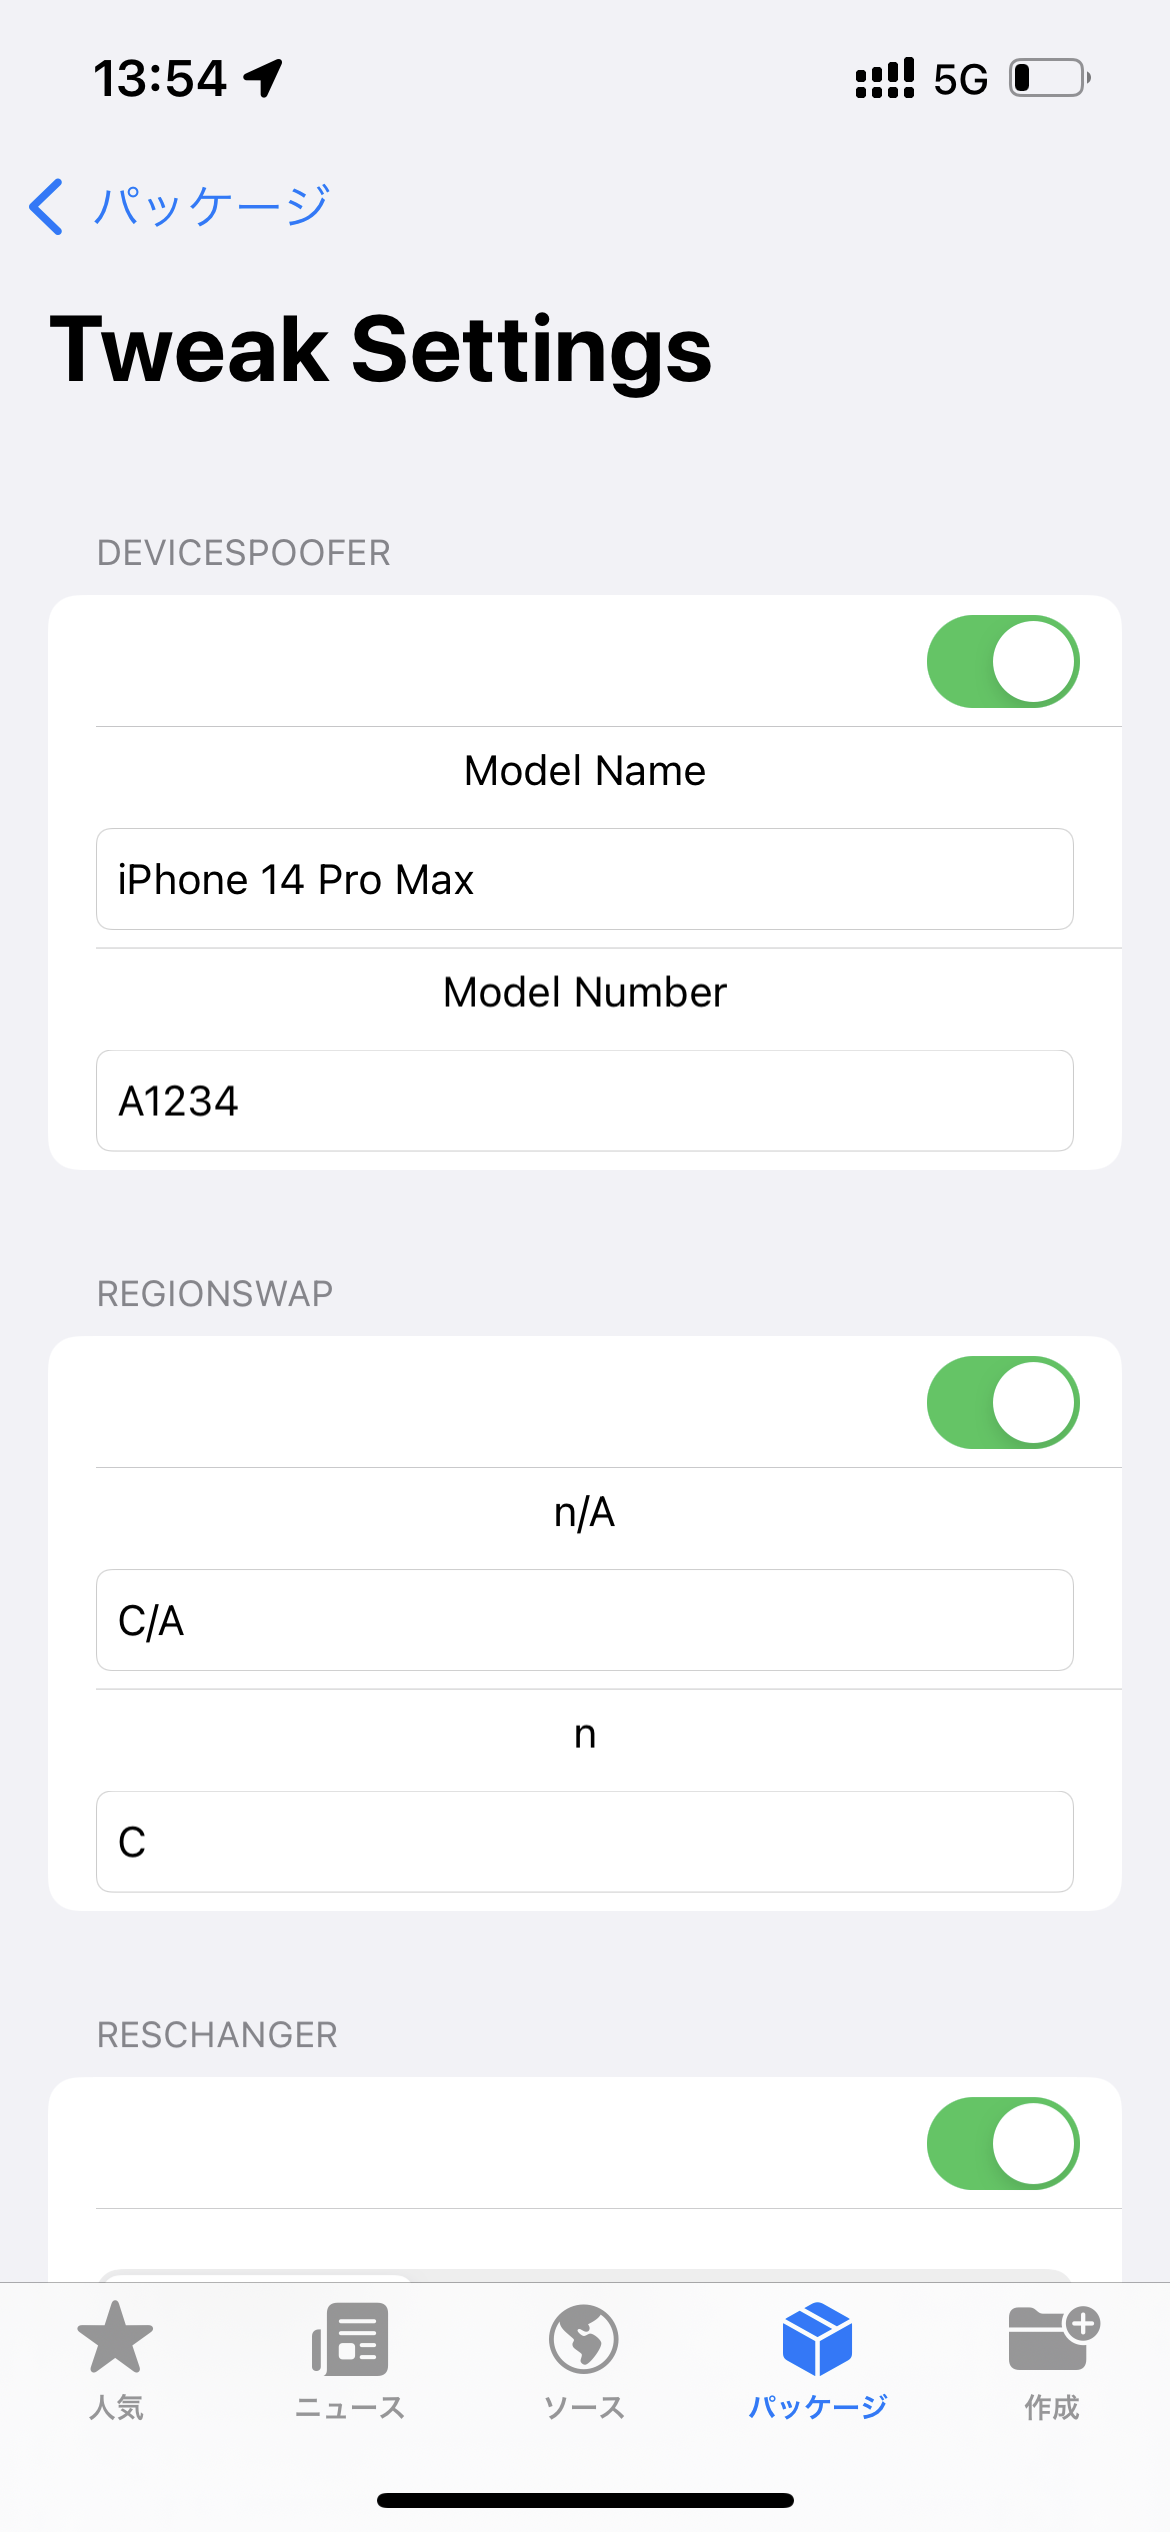 13:54
5G
パッケージ
Tweak Settings
DEVICESPOOFER
Model Name
iPhone 14 Pro Max
Model Number
A1234
REGIONSWAP
n/A
C/A
n
C
RESCHANGER
人気
ニュース
ソース
パッケージ
作成